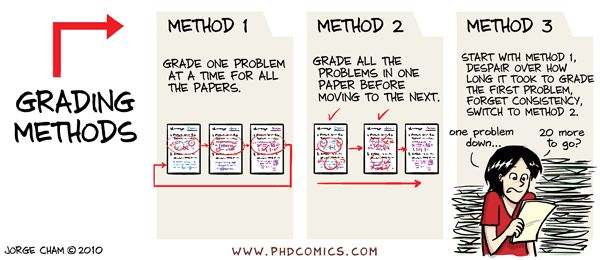 GRADING
METHODS
METHOD 1
GRADE ONE PROBLEM
AT A TIME FOR ALL
THE PAPERS.
METHOD 2
GRADE ALL THE
PROBLEMS IN ONE
PAPER BEFORE
MOVING TO THE NEXT.
METHOD 3
START WITH METHOD 1,
DESPAIR OVER HOW
LONG IT TOOK TO GRADE
THE FIRST PROBLEM,
FORGET CONSISTENCY,
SWITCH TO METHOD 2.
one problem
down...
20 more
to go?
JORGE CHAM © 2010
WWW.PHDCOMICS.COM